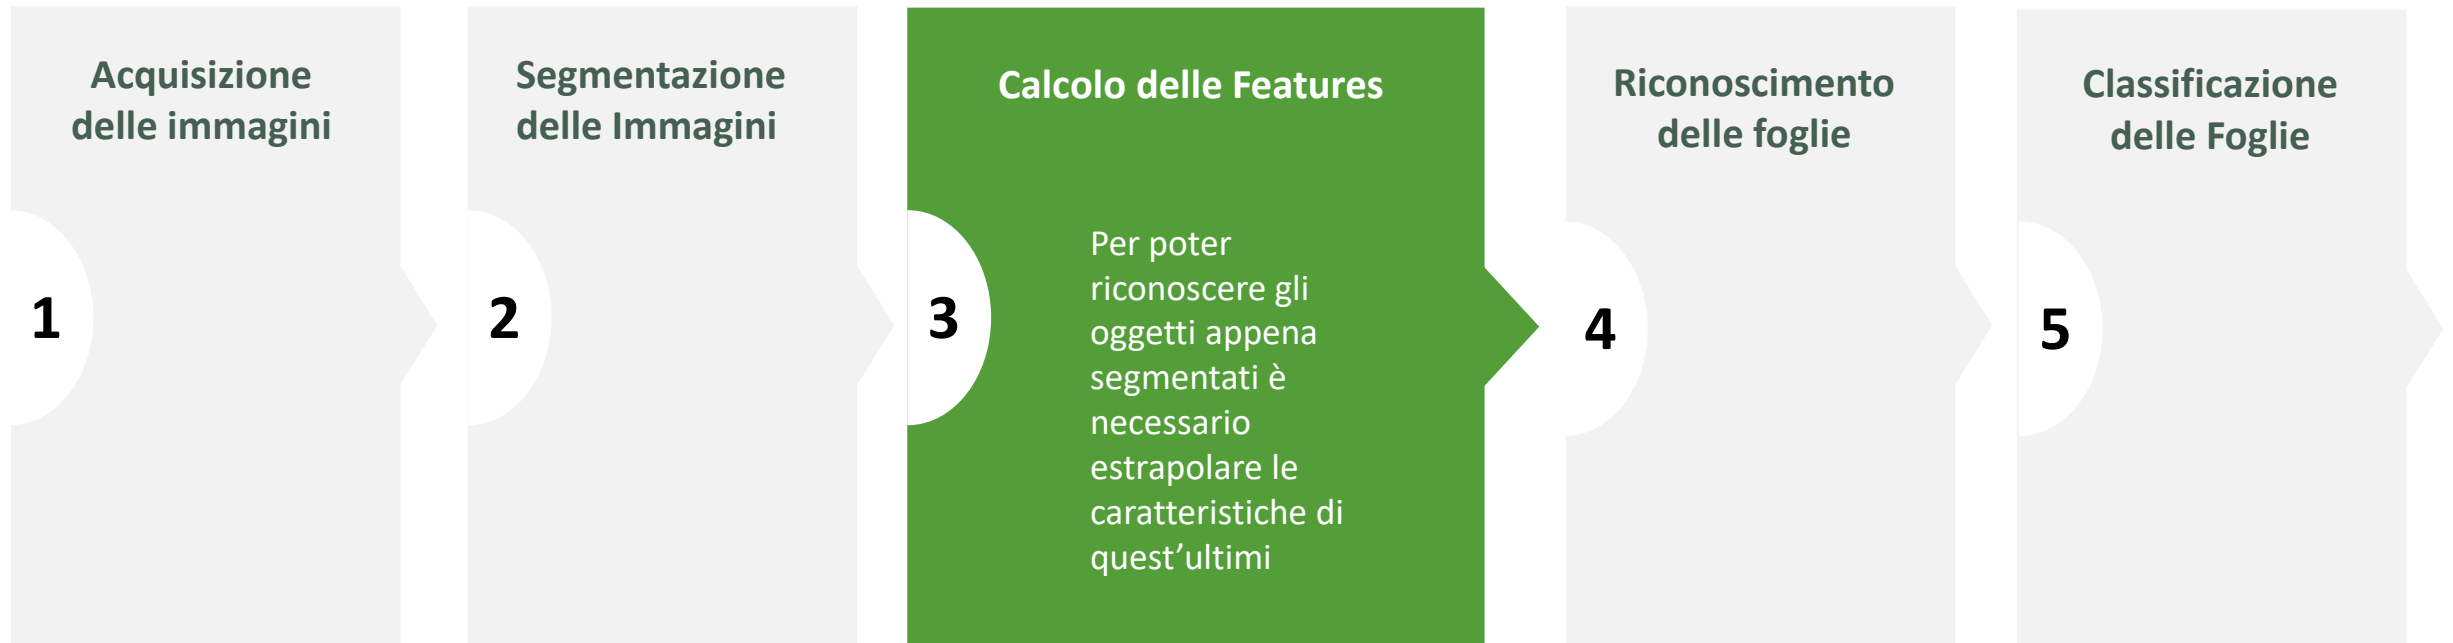 Acquisizione
delle immagini
1
Segmentazione
delle Immagini
2
Calcolo delle Features
3
Per poter
riconoscere gli
oggetti appena
segmentati è
necessario
estrapolare le
caratteristiche di
quest’ultimi
Riconoscimento
delle foglie
4
Classificazione
delle Foglie
5